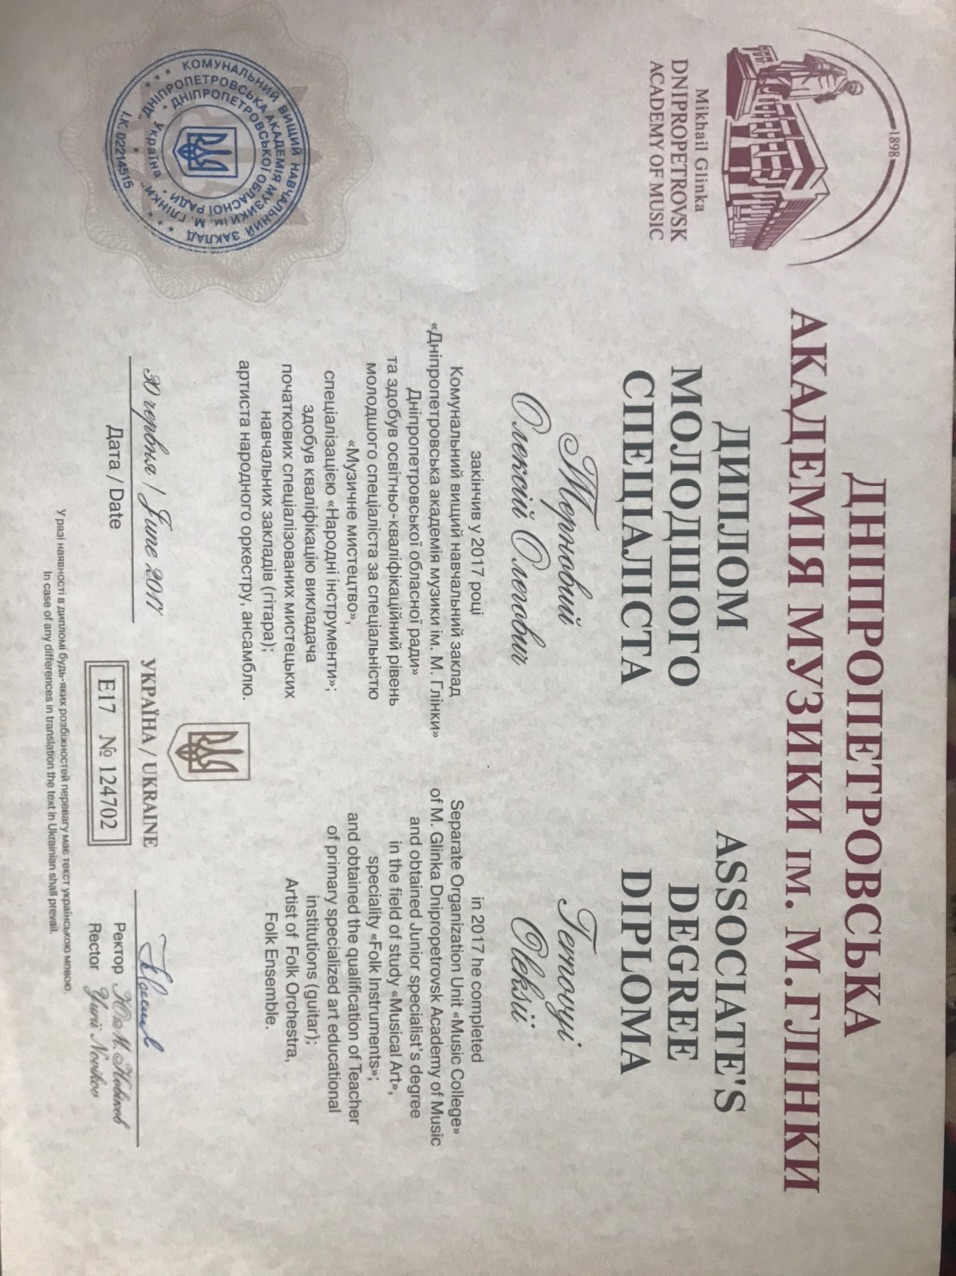 ДНІПРОПЕТРОВСЬКА
АКАДЕМІЯ МУЗИКИ ім. М.ГЛІНКИ
1898
Mikhail Glinka
DNIPROPETROVSK
ACADEMY OF MUSIC
ДИПЛОМ
МОЛОДШОГО
СПЕЦІАЛІСТА
Терновий
Олексій Олегович
закінчив у 2017 році
Комунальний вищий навчальний заклад
«Дніпропетровська академія музики ім. М. Глінки»
Дніпропетровської обласної ради»
та здобув освітньо-кваліфікаційний рівень
молодшого спеціаліста за спеціальністю
«Музичне мистецтво»,
спеціалізацією «Народні інструменти»;
здобув кваліфікацію викладача
початкових спеціалізованих мистецьких
навчальних закладів (гітара);
артиста народного оркестру, ансамблю.
ASSOCIATE'S
DEGREE
DIPLOMA
Ternovyi
Oleksii
in 2017 he completed
Separate Organization Unit «Music College»
of M. Glinka Dnipropetrovsk Academy of Music
and obtained Junior specialist's degree
in the field of study «Musical Art»,
speciality «Folk Instruments»;
and obtained the qualification of Teacher
of primary specialized art educational
institutions (guitar);
Artist of Folk Orchestra,
Folk Ensemble.
КОМУНАЛЬНИЙ ВИЩИЙ НАВЧАЛЬНИЙ ЗАКЛАД
ДНІПРОПЕТРОВСЬКА АКАДЕМІЯ МУЗИКИ ІМ. М. ГЛІНКИ
ДНІПРОПЕТРОВСЬКОЇ ОБЛАСНОЇ РАДИ
Україна
І.К. 02214515
30 червня / June 2017
Дата / Date
УКРАЇНА / UKRAINE
E17 № 124702
Ректор Ю.М. Новіков
Rector Yurii Novikov
У разі наявності в дипломі будь-яких розбіжностей перевагу має текст українською мовою.
In case of any differences in translation the text in Ukrainian shall prevail.